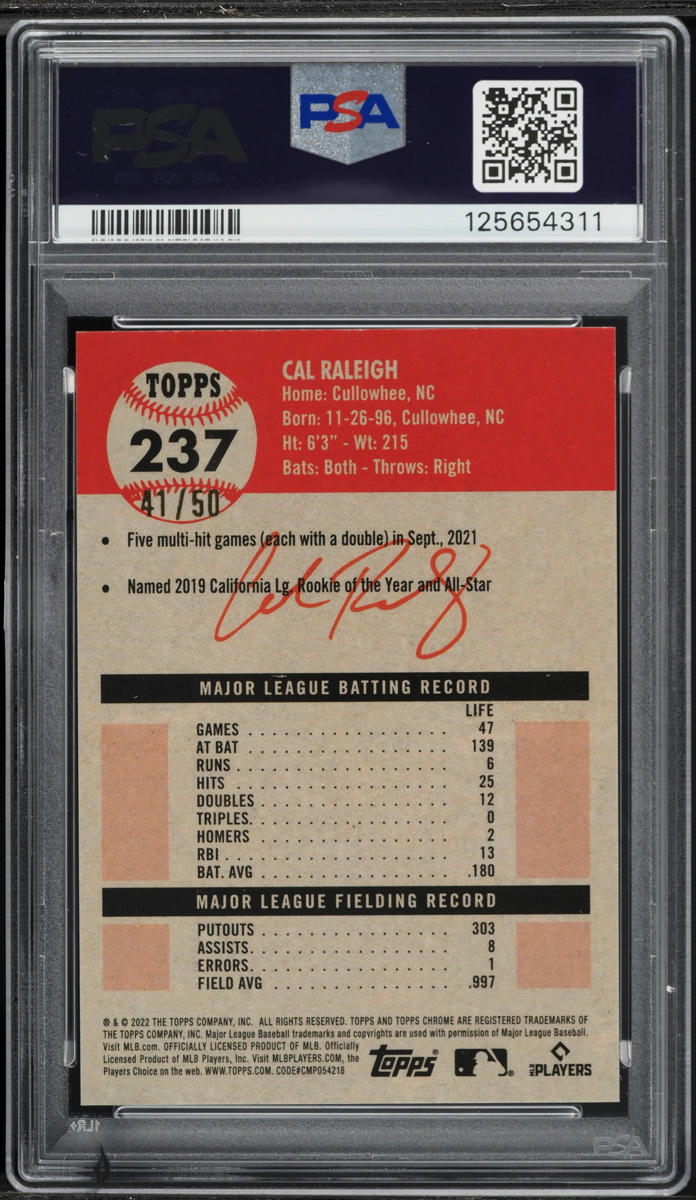 PSA
PSA
125654311
TOPPS
237
41/50
CAL RALEIGH
Home: Cullowhee, NC
Born: 11-26-96, Cullowhee, NC
Ht: 6'3" - Wt: 215
Bats: Both - Throws: Right
• Five multi-hit games (each with a double) in Sept., 2021
• Named 2019 California Lg. Rookie of the Year and All-Star
Cal Raleigh
MAJOR LEAGUE BATTING RECORD
LIFE
GAMES 47
AT BAT 139
RUNS 6
HITS 25
DOUBLES 12
TRIPLES 0
HOMERS 2
RBI 13
BAT. AVG .180
MAJOR LEAGUE FIELDING RECORD
PUTOUTS 303
ASSISTS 8
ERRORS 1
FIELD AVG .997
® & © 2022 THE TOPPS COMPANY, INC. ALL RIGHTS RESERVED. TOPPS AND TOPPS CHROME ARE REGISTERED TRADEMARKS OF
THE TOPPS COMPANY, INC. Major League Baseball trademarks and copyrights are used with permission of Major League Baseball.
Visit MLB.com. OFFICIALLY LICENSED PRODUCT OF MLB. Officially
Licensed Product of MLB Players, Inc. Visit MLBPLAYERS.COM, the
Players Choice on the web. WWW.TOPPS.COM. CODE#CMP054218
TOPPS
MLB PLAYERS
1LR+
PSA